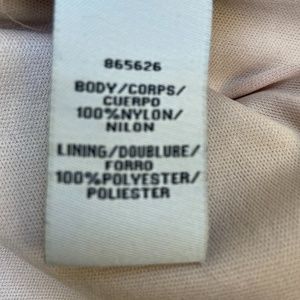 865626
BODY/CORPS/
CUERPO
100%NYLON/
NILON
LINING/DOUBLURE/
FORRO
100%POLYESTER/
POLIESTER